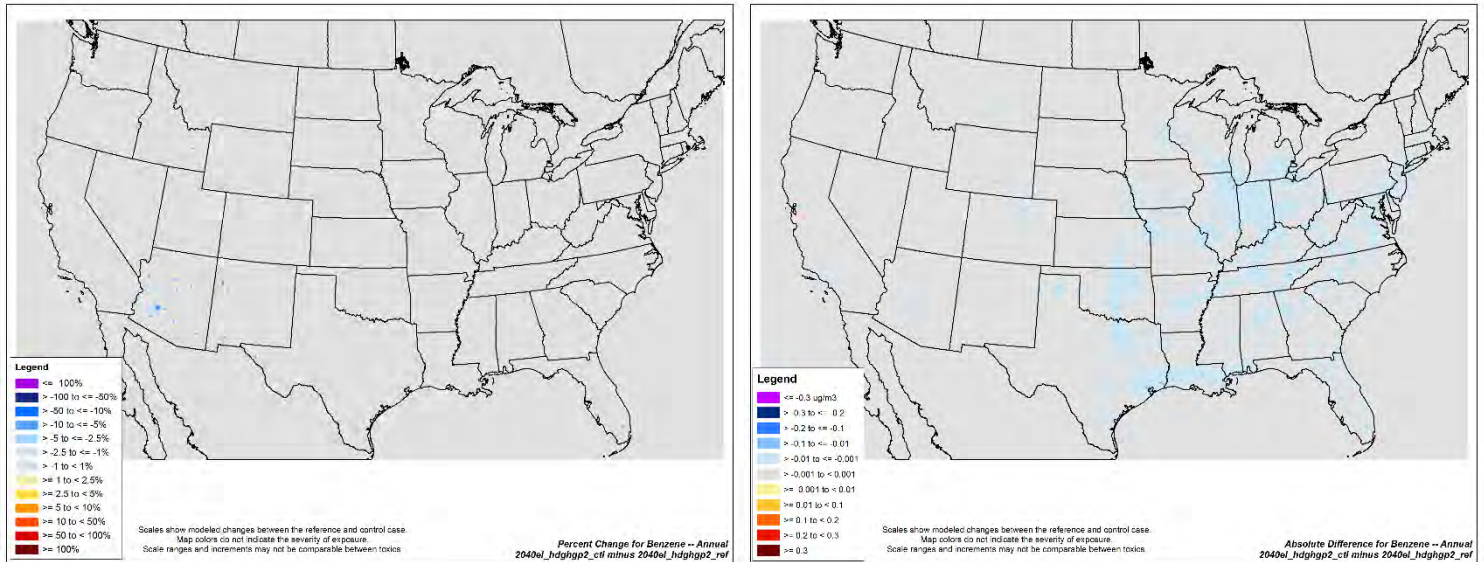 Legend
<= 100%
> -100 to <= -50%
> -50 to <= -10%
> -10 to <= -5%
> -5 to <= -2.5%
> -2.5 to <= -1%
> -1 to < 1%
>= 1 to < 2.5%
>= 2.5 to < 5%
>= 5 to < 10%
>= 10 to < 50%
>= 50 to < 100%
>= 100%
Scales show modeled changes between the reference and control case.
Map colors do not indicate the severity of exposure.
Scale ranges and increments may not be comparable between toxics
Percent Change for Benzene -- Annual
2040el_hdghgp2_ctl minus 2040el_hdghgp2_ref
Legend
<= -0.3 ug/m3
> -0.3 to <= -0.2
> -0.2 to <= -0.1
> -0.1 to <= -0.01
> -0.01 to <= -0.001
> -0.001 to < 0.001
>= 0.001 to < 0.01
>= 0.01 to < 0.1
>= 0.1 to < 0.2
>= 0.2 to < 0.3
>= 0.3
Scales show modeled changes between the reference and control case.
Map colors do not indicate the severity of exposure.
Scale ranges and increments may not be comparable between toxics
Absolute Difference for Benzene -- Annual
2040el_hdghgp2_ctl minus 2040el_hdghgp2_ref